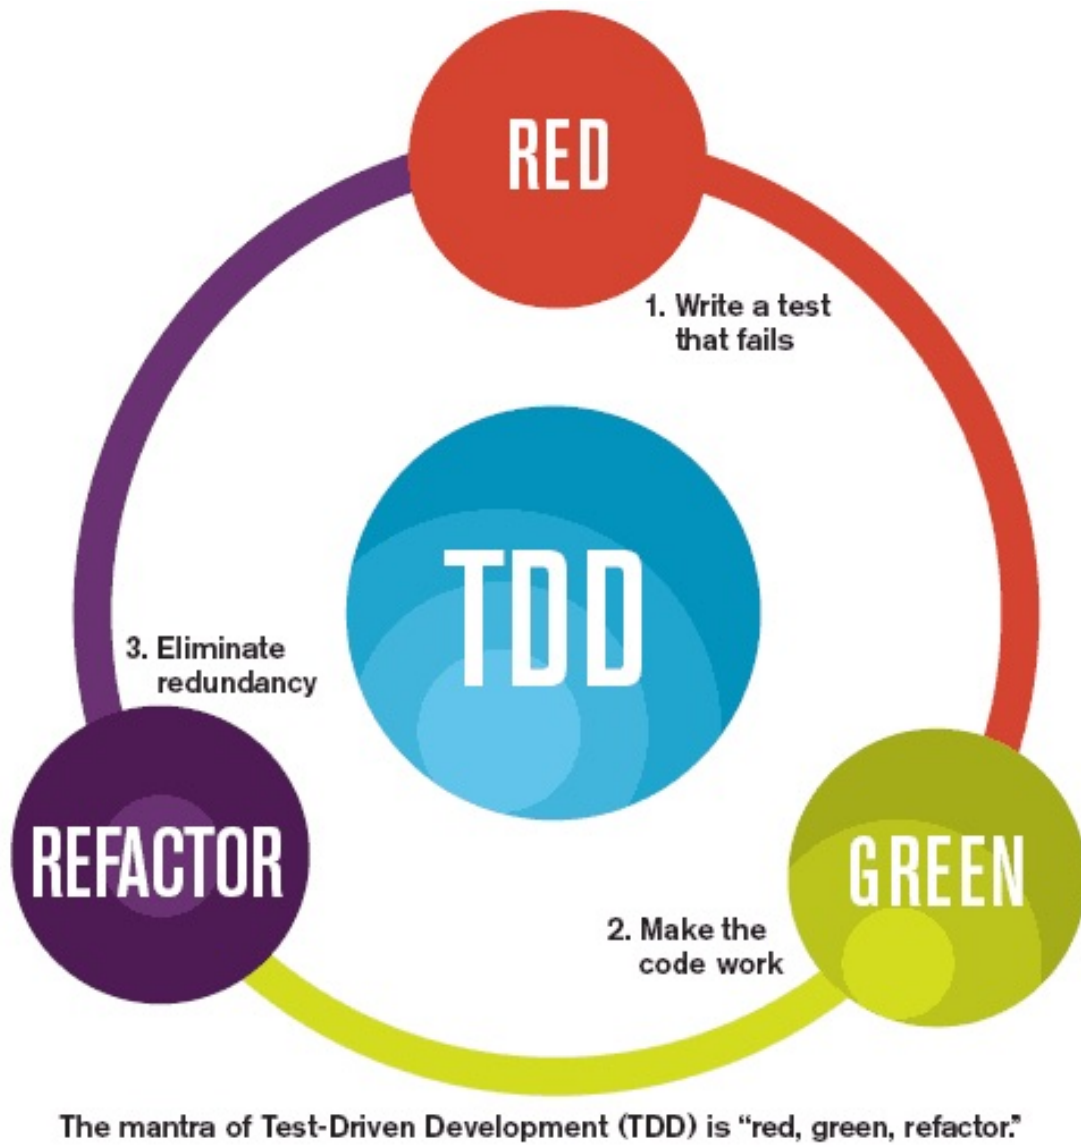 RED
1. Write a test
that fails
TDD
3. Eliminate
redundancy
REFACTOR
GREEN
2. Make the
code work
The mantra of Test-Driven Development (TDD) is “red, green, refactor.”